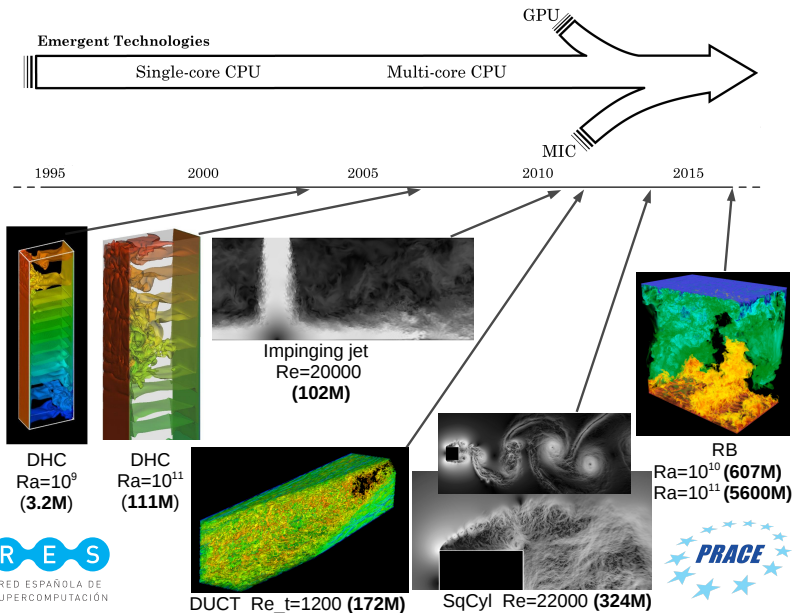 GPU
Emergent Technologies
Single-core CPU
Multi-core CPU
MIC
1995
2000
2005
2010
2015
Impinging jet
Re=20000
(102M)
DHC
Ra=10⁹
(3.2M)
DHC
Ra=10¹¹
(111M)
RB
Ra=10¹⁰ (607M)
Ra=10¹¹ (5600M)
RES
RED ESPAÑOLA DE
UPERCOMPUTACIÓN
PRACE
DUCT Re_t=1200 (172M)
SqCyl Re=22000 (324M)